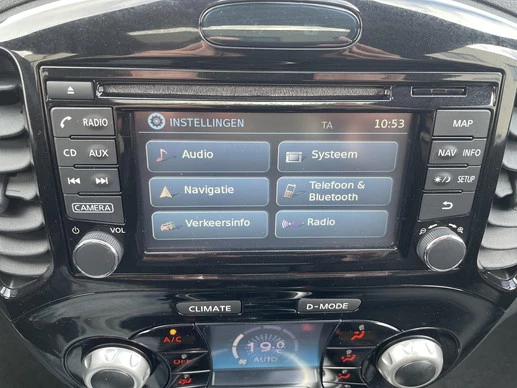 INSTELLINGEN TA 10:53
RADIO
MAP
CD AUX
NAV INFO
SETUP
CAMERA
VOL
Audio
Systeem
Navigatie
Telefoon &
Bluetooth
Verkeersinfo
Radio
CLIMATE
D-MODE
A/C
OFF
AUTO